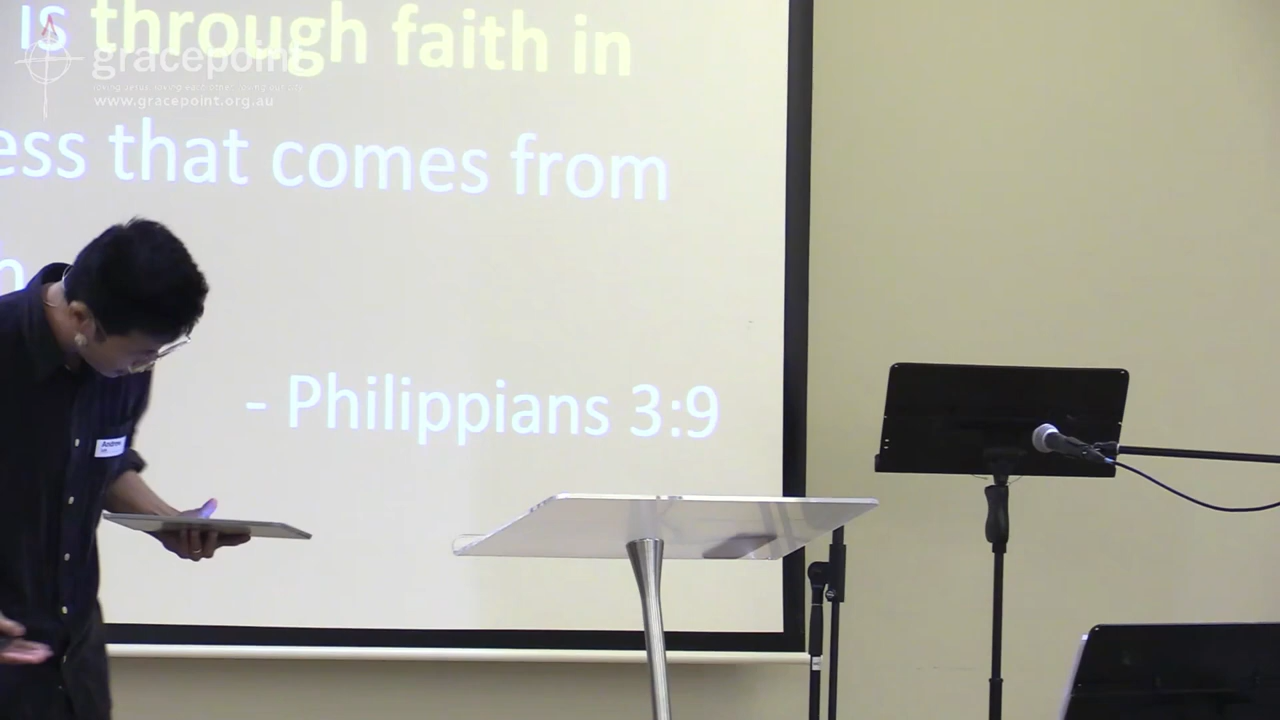 is through faith in
gracepoint
www.gracepoint.org.au
ess that comes from
h
- Philippians 3:9
Andrew